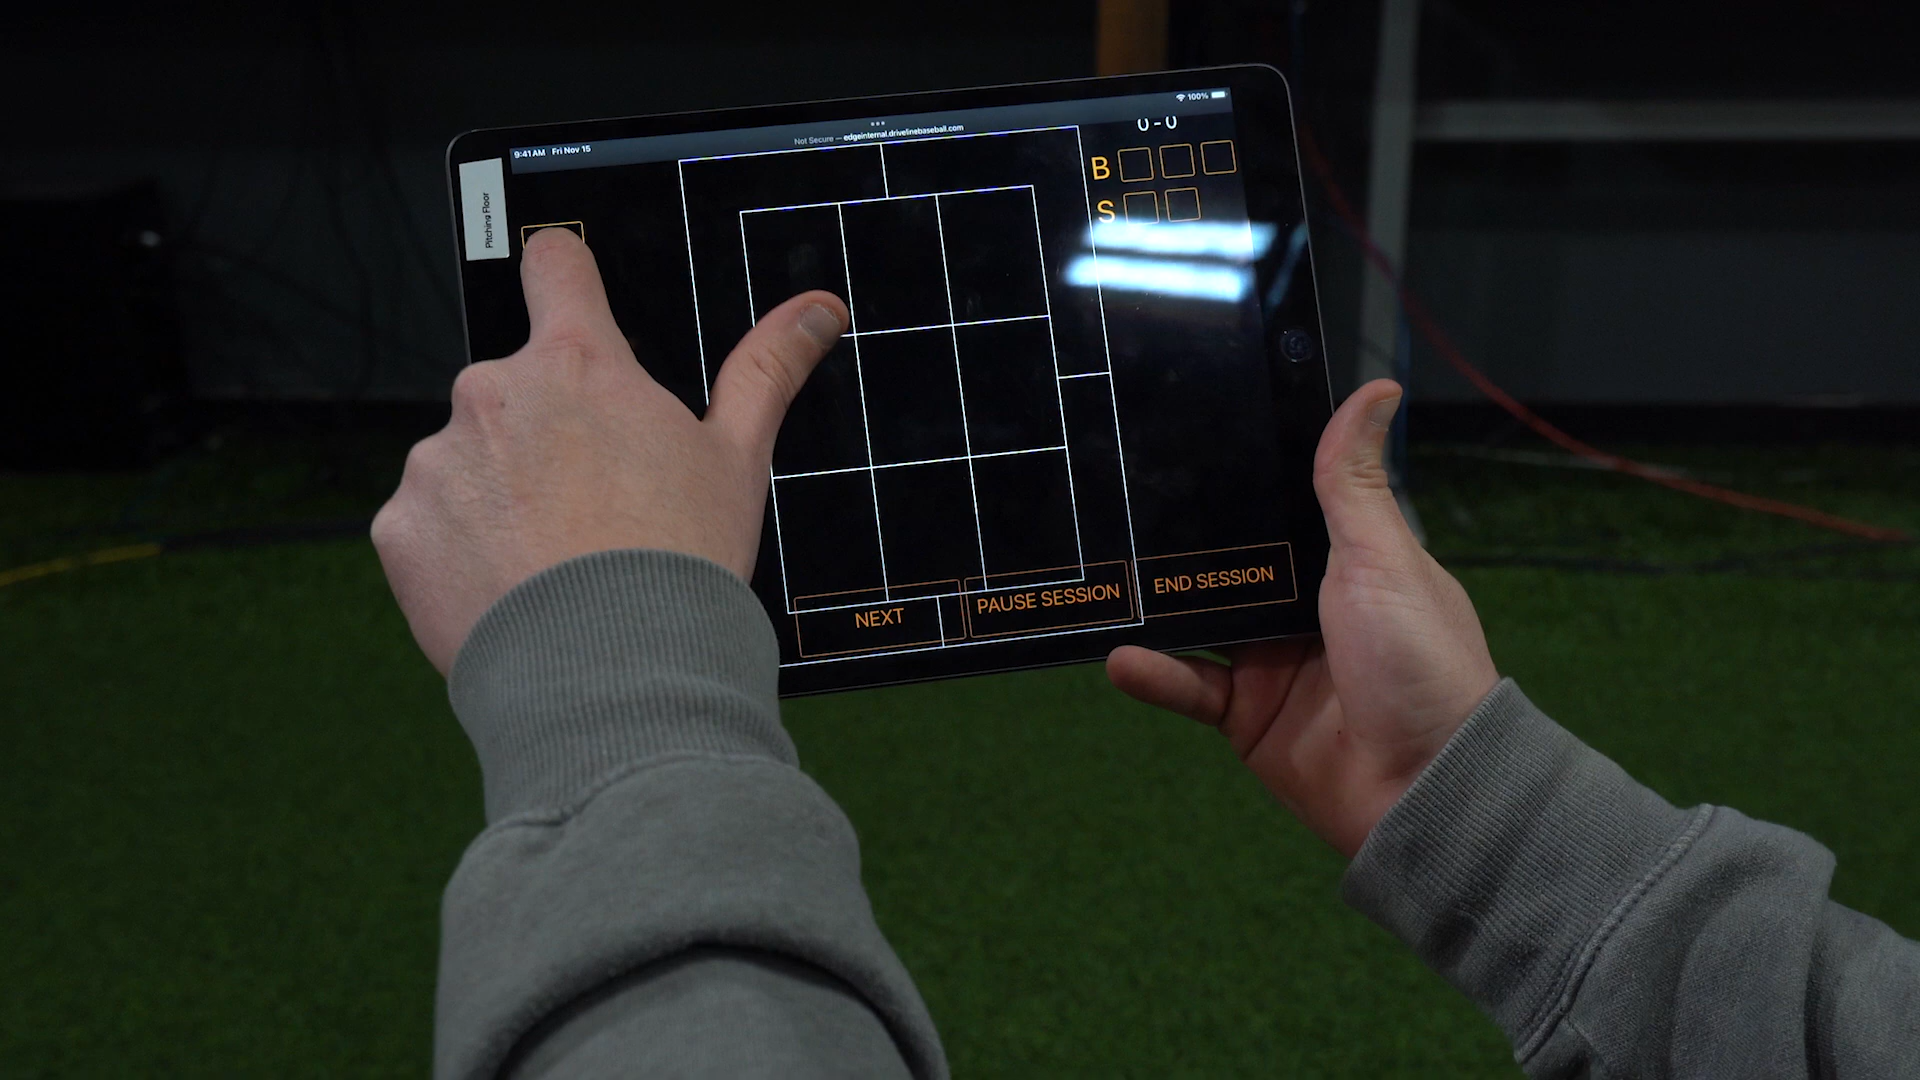 Pitching Floor
9:41 AM Fri Nov 15
100%
Not Secure — edgeinternal.drivelinebaseball.com
0 - 0
B
S
NEXT
PAUSE SESSION
END SESSION